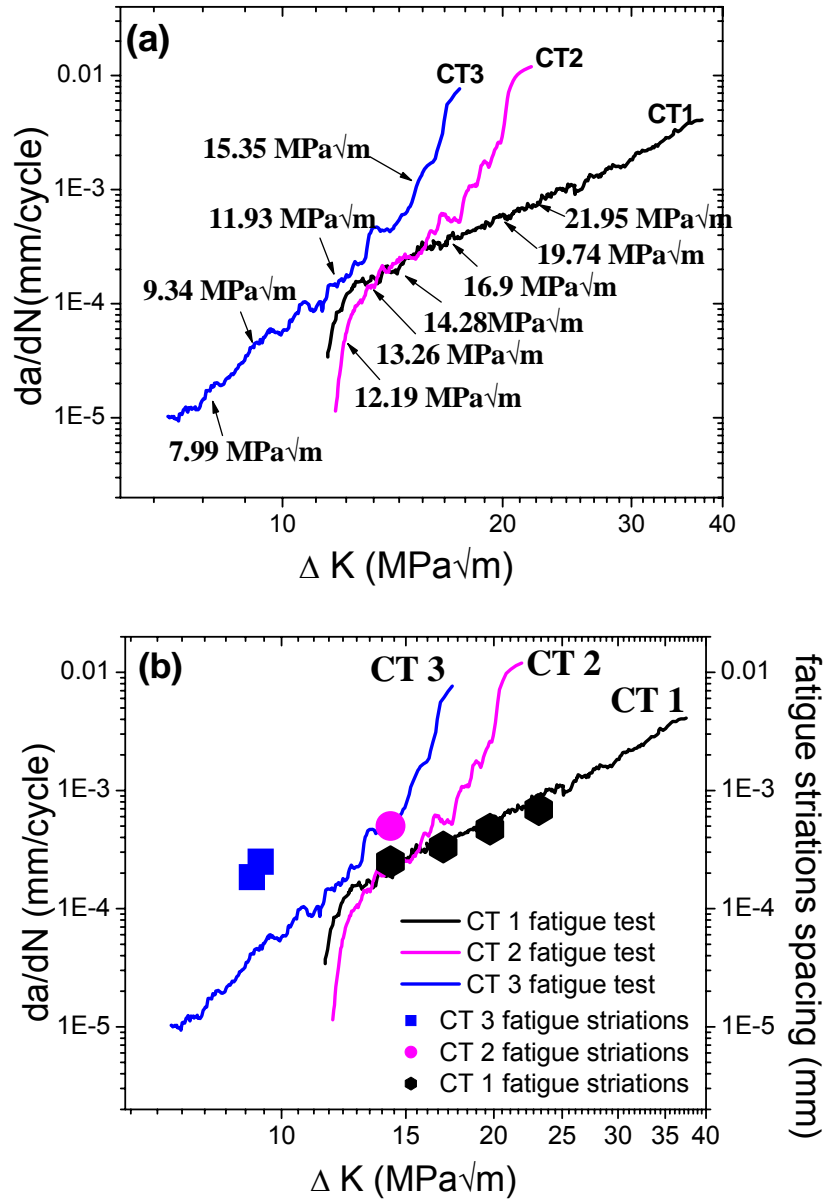 (a)
CT3
CT2
CT1
0.01
1E-3
1E-4
1E-5
da/dN(mm/cycle)
15.35 MPa√m
11.93 MPa√m
9.34 MPa√m
7.99 MPa√m
21.95 MPa√m
19.74 MPa√m
16.9 MPa√m
14.28MPa√m
13.26 MPa√m
12.19 MPa√m
10
20
30
40
Δ K (MPa√m)
(b)
CT 3
CT 2
CT 1
0.01
1E-3
1E-4
1E-5
da/dN (mm/cycle)
0.01
1E-3
1E-4
1E-5
fatigue striations spacing (mm)
CT 1 fatigue test
CT 2 fatigue test
CT 3 fatigue test
CT 3 fatigue striations
CT 2 fatigue striations
CT 1 fatigue striations
10
15
20
25
30
35
40
Δ K (MPa√m)